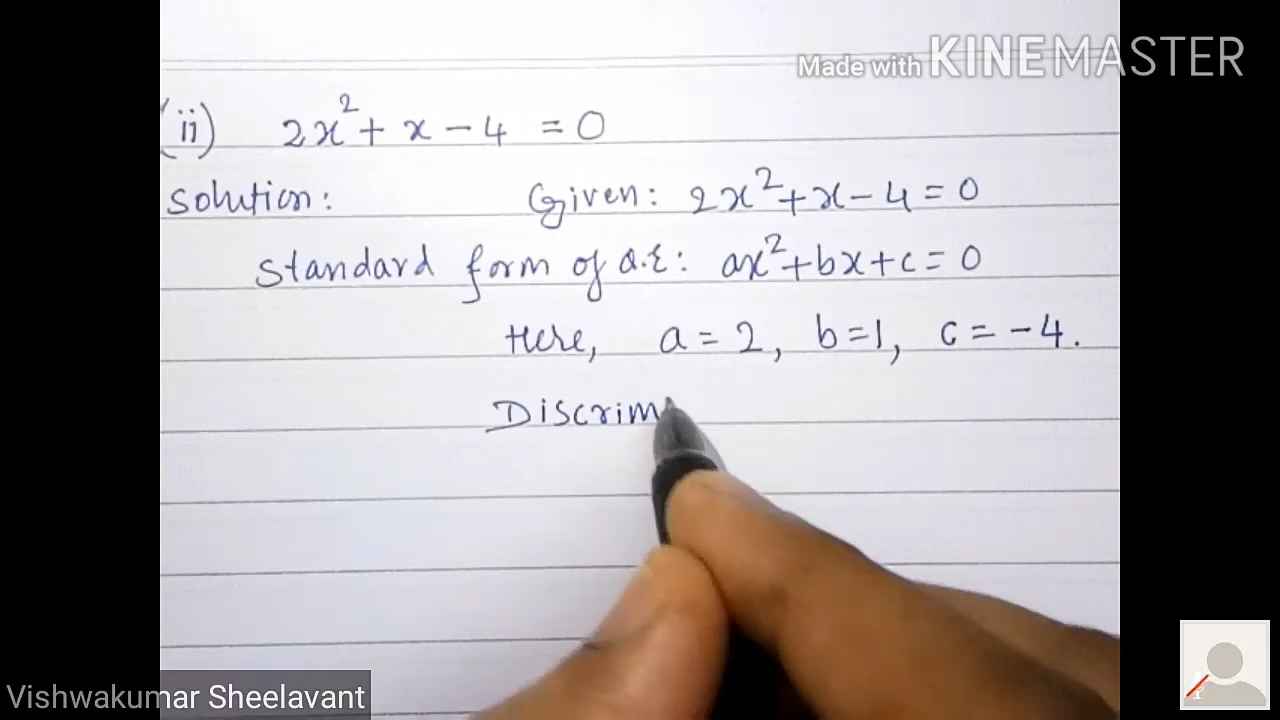 Made with KINEMASTER
(ii) 2x²+ x - 4 = 0
Solution: Given: 2x²+x-4=0
Standard form of Q.E: ax²+bx+c=0
Here, a=2, b=1, c=-4.
Discrim
Vishwakumar Sheelavant